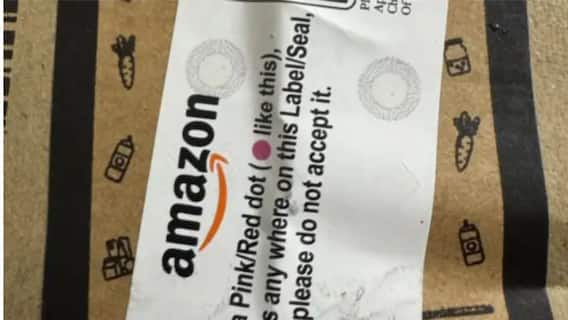 amazon
a Pink/Red dot ( like this),
s any where on this Label/Seal,
please do not accept it.